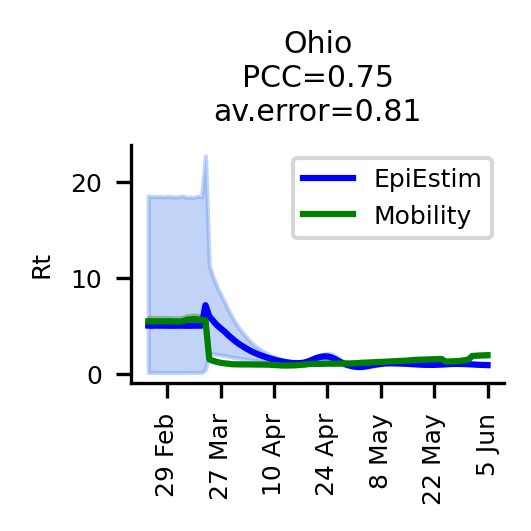 Ohio
PCC=0.75
av.error=0.81
EpiEstim
Mobility
Rt
20
10
0
29 Feb
27 Mar
10 Apr
24 Apr
8 May
22 May
5 Jun